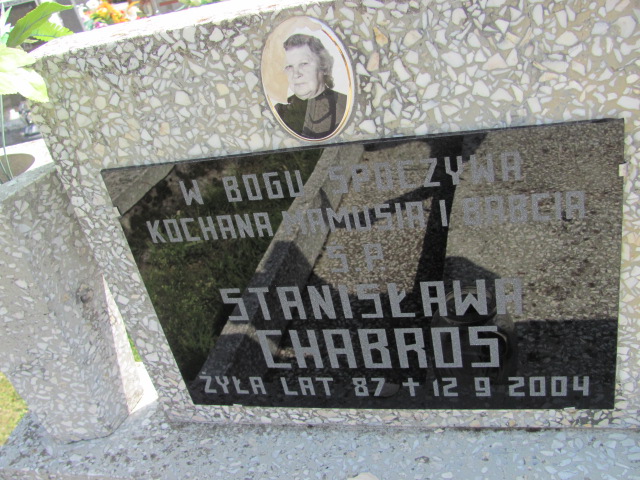 W BOGU SPOCZYWA
KOCHANA MAMUSIA I BABCIA
Ś P
STANISŁAWA
CHABROS
ŻYŁA LAT 87 + 12 9 2004